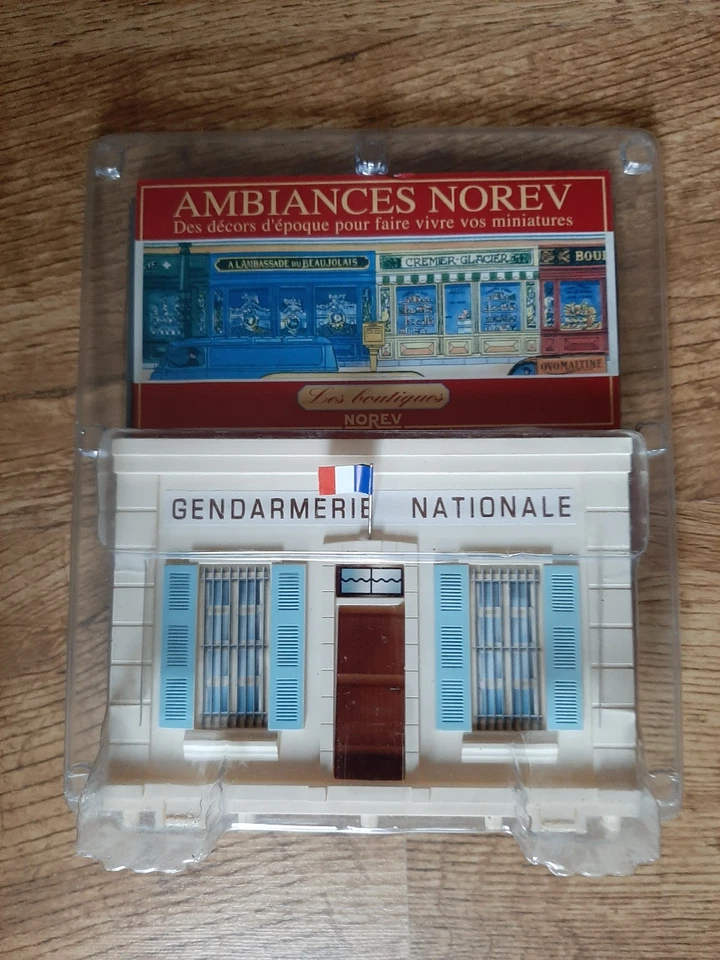 AMBIANCES NOREV
Des décors d'époque pour faire vivre vos miniatures
A L'AMBASSADE DU BEAUJOLAIS
CREMIER-GLACIER
BOU
OVOMALTINE
Les boutiques
NOREV
GENDARMERIE NATIONALE